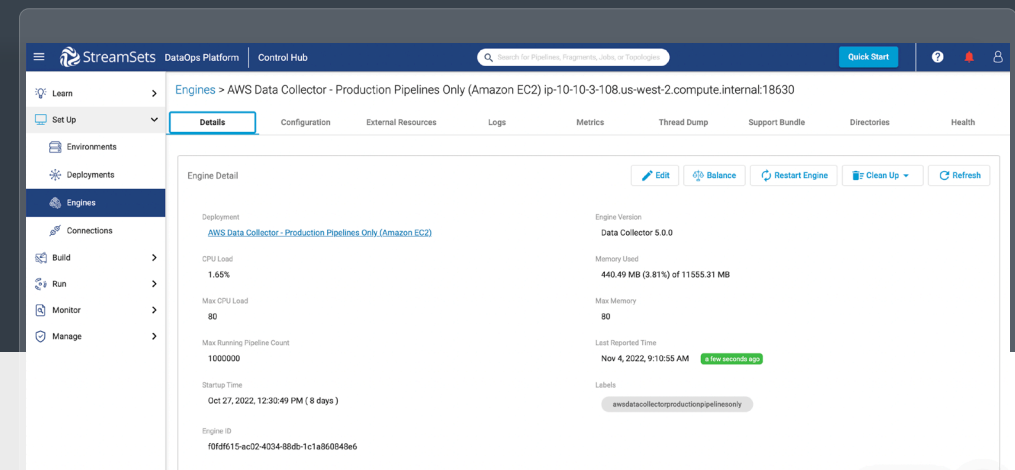 StreamSets DataOps Platform Control Hub
Search for Pipelines, Fragments, Jobs, or Topologies
Quick Start
Learn
Set Up
Environments
Deployments
Engines
Connections
Build
Run
Monitor
Manage
Engines > AWS Data Collector - Production Pipelines Only (Amazon EC2) ip-10-10-3-108.us-west-2.compute.internal:18630
Details Configuration External Resources Logs Metrics Thread Dump Support Bundle Directories Health
Engine Detail
Edit Balance Restart Engine Clean Up Refresh
Deployment
AWS Data Collector - Production Pipelines Only (Amazon EC2)
Engine Version
Data Collector 5.0.0
CPU Load
1.65%
Memory Used
440.49 MB (3.81%) of 11555.31 MB
Max CPU Load
80
Max Memory
80
Max Running Pipeline Count
1000000
Last Reported Time
Nov 4, 2022, 9:10:55 AM a few seconds ago
Startup Time
Oct 27, 2022, 12:30:49 PM ( 8 days )
Labels
awsdatacollectorproductionpipelinesonly
Engine ID
f0fdf615-ac02-4034-88db-1c1a860848e6